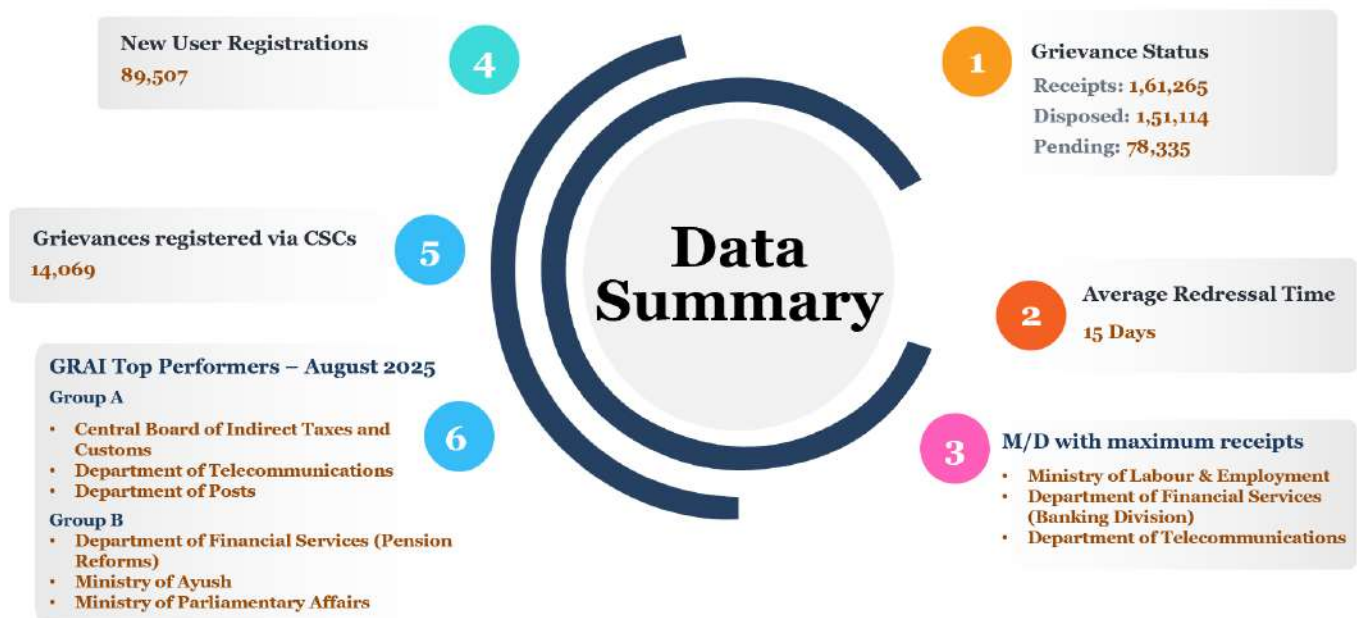 Data
Summary
1
Grievance Status
Receipts: 1,61,265
Disposed: 1,51,114
Pending: 78,335
2
Average Redressal Time
15 Days
3
M/D with maximum receipts
• Ministry of Labour & Employment
• Department of Financial Services
(Banking Division)
• Department of Telecommunications
4
New User Registrations
89,507
5
Grievances registered via CSCs
14,069
6
GRAI Top Performers – August 2025
Group A
• Central Board of Indirect Taxes and
Customs
• Department of Telecommunications
• Department of Posts
Group B
• Department of Financial Services (Pension
Reforms)
• Ministry of Ayush
• Ministry of Parliamentary Affairs